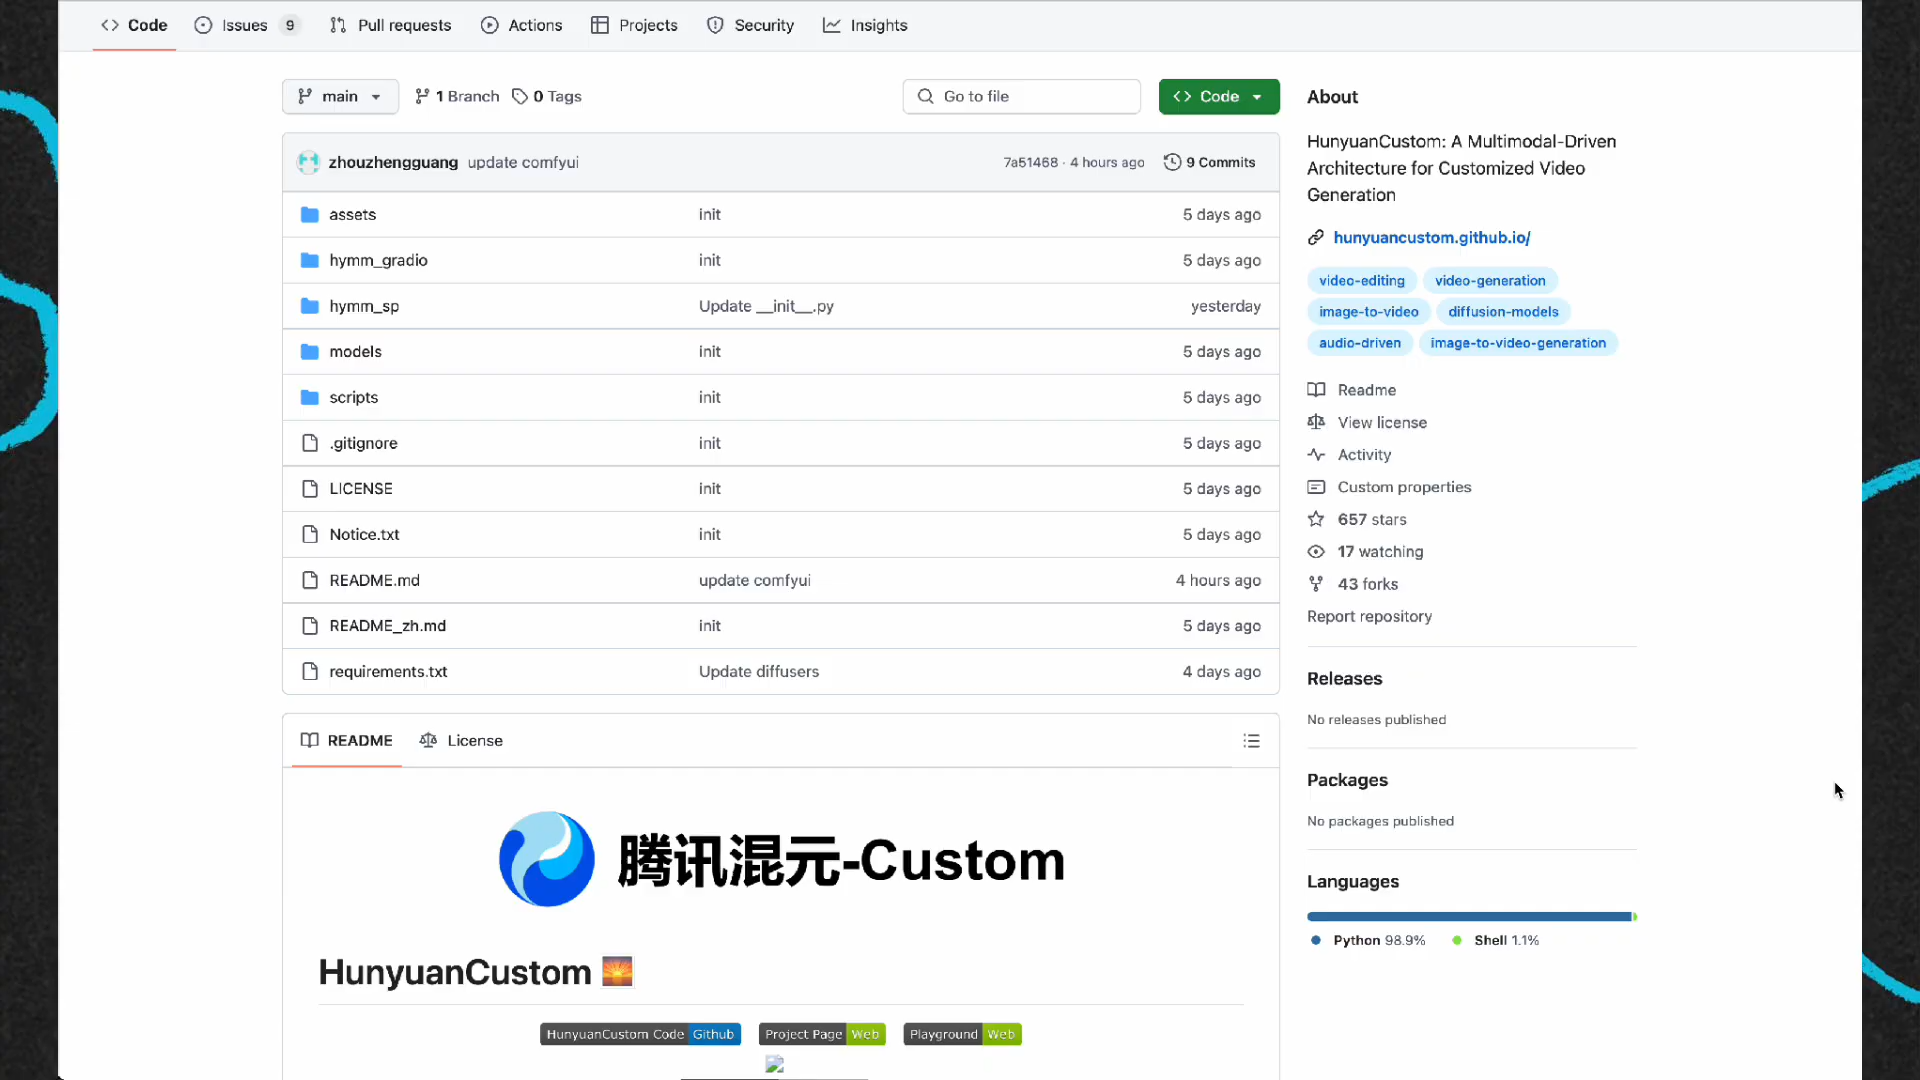 Code Issues 9 Pull requests Actions Projects Security Insights
main 1 Branch 0 Tags Go to file Code
zhouzhengguang update comfyui 7a51468 · 4 hours ago 9 Commits
assets init 5 days ago
hymm_gradio init 5 days ago
hymm_sp Update __init__.py yesterday
models init 5 days ago
scripts init 5 days ago
.gitignore init 5 days ago
LICENSE init 5 days ago
Notice.txt init 5 days ago
README.md update comfyui 4 hours ago
README_zh.md init 5 days ago
requirements.txt Update diffusers 4 days ago
README License
腾讯混元-Custom
HunyuanCustom
HunyuanCustom Code Github Project Page Web Playground Web
About
HunyuanCustom: A Multimodal-Driven
Architecture for Customized Video
Generation
hunyuancustom.github.io/
video-editing video-generation
image-to-video diffusion-models
audio-driven image-to-video-generation
Readme
View license
Activity
Custom properties
657 stars
17 watching
43 forks
Report repository
Releases
No releases published
Packages
No packages published
Languages
Python 98.9% Shell 1.1%